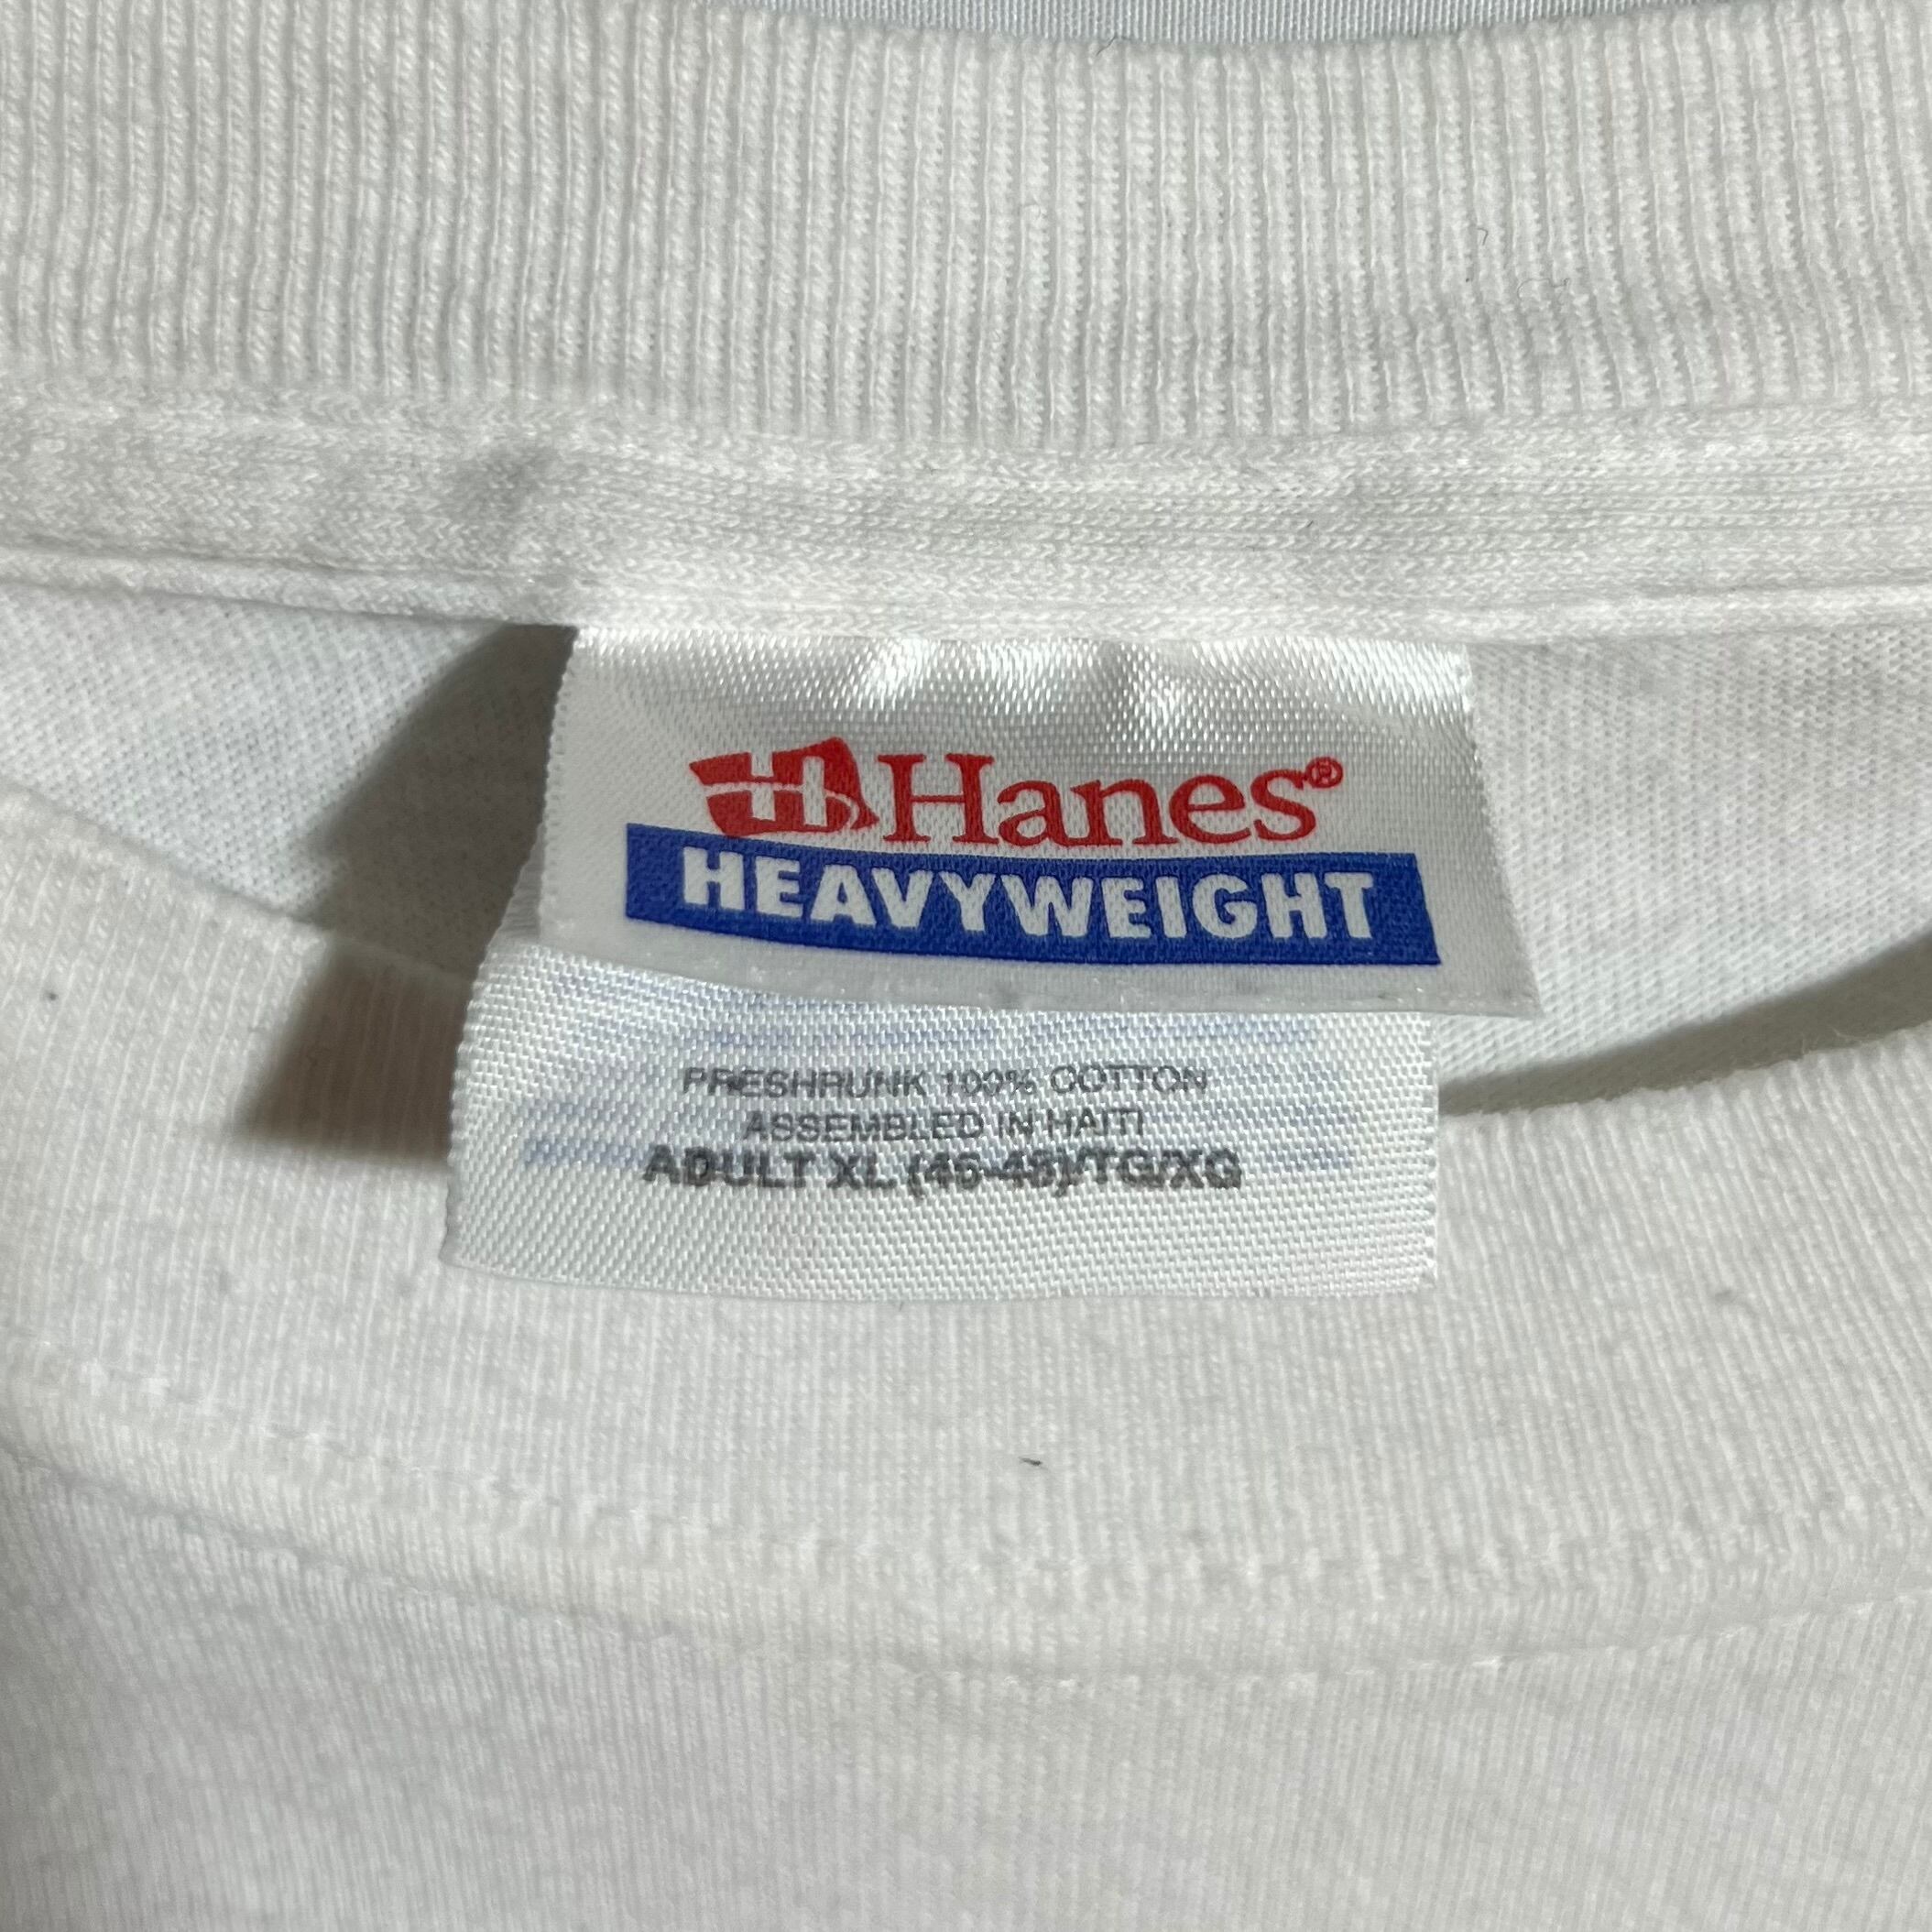 H Hanes®
HEAVYWEIGHT
PRESHRUNK 100% COTTON
ASSEMBLED IN HAITI
ADULT XL (46-48)/TG/XG